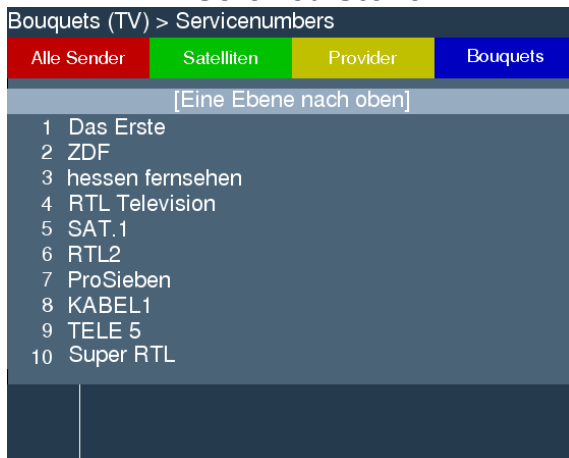 Bouquets (TV) > Servicenumbers
Alle Sender Satelliten Provider Bouquets
[Eine Ebene nach oben]
1 Das Erste
2 ZDF
3 hessen fernsehen
4 RTL Television
5 SAT.1
6 RTL2
7 ProSieben
8 KABEL1
9 TELE 5
10 Super RTL